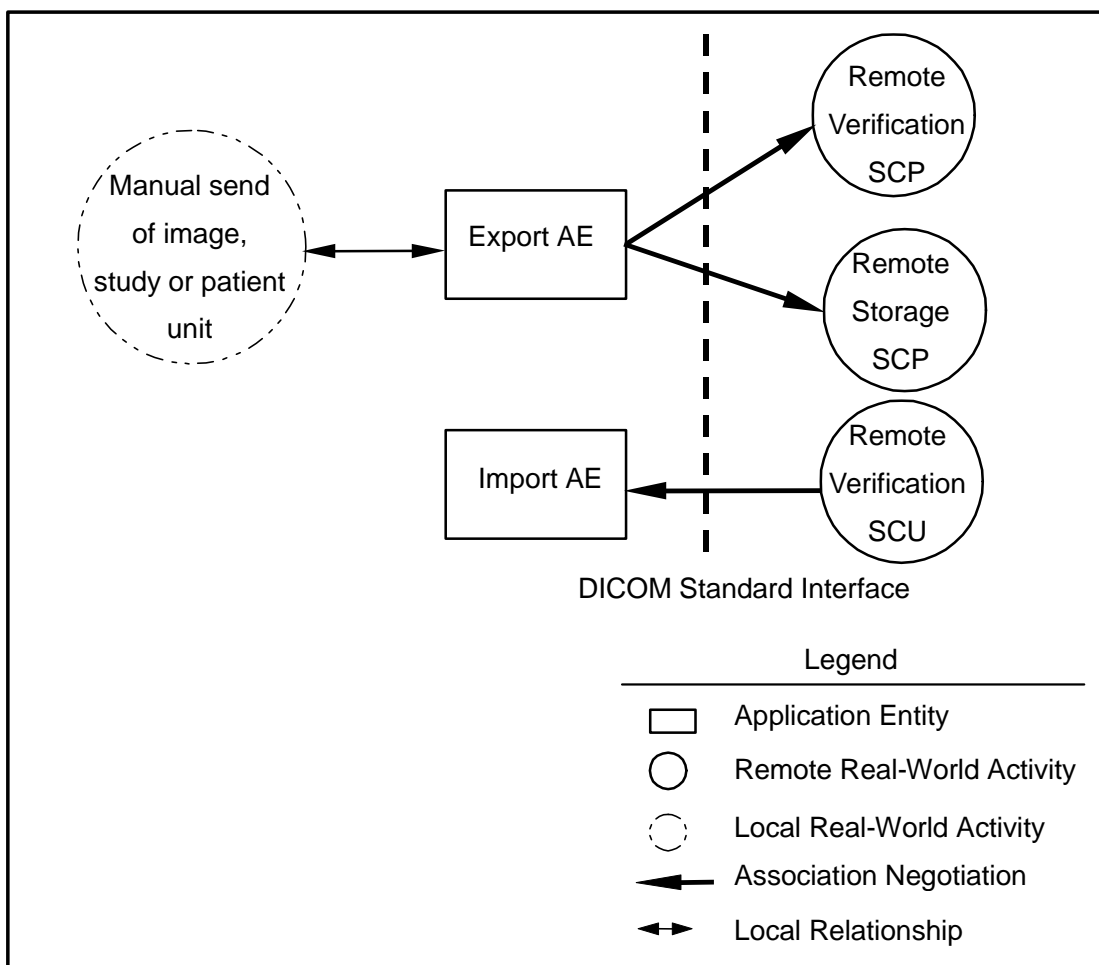 Manual send
of image,
study or patient
unit
Export AE
Remote
Verification
SCP
Remote
Storage
SCP
Import AE
Remote
Verification
SCU
DICOM Standard Interface
Legend
Application Entity
Remote Real-World Activity
Local Real-World Activity
Association Negotiation
Local Relationship